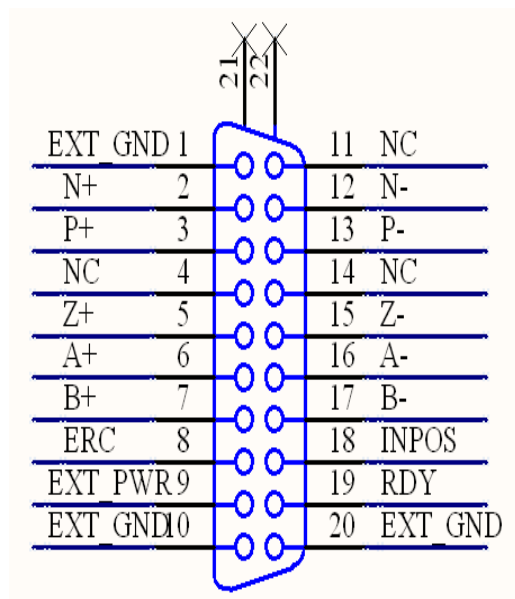 21 22
EXT_GND 1 11 NC
N+ 2 12 N-
P+ 3 13 P-
NC 4 14 NC
Z+ 5 15 Z-
A+ 6 16 A-
B+ 7 17 B-
ERC 8 18 INPOS
EXT_PWR 9 19 RDY
EXT_GND 10 20 EXT_GND